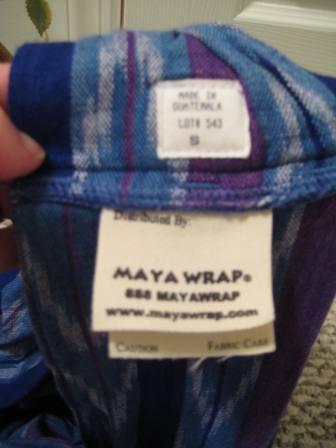 MADE IN
GUATEMALA
LOT# 543
S
Distributed By:
MAYA WRAP®
888 MAYAWRAP
www.mayawrap.com
CAUTION FABRIC CARE